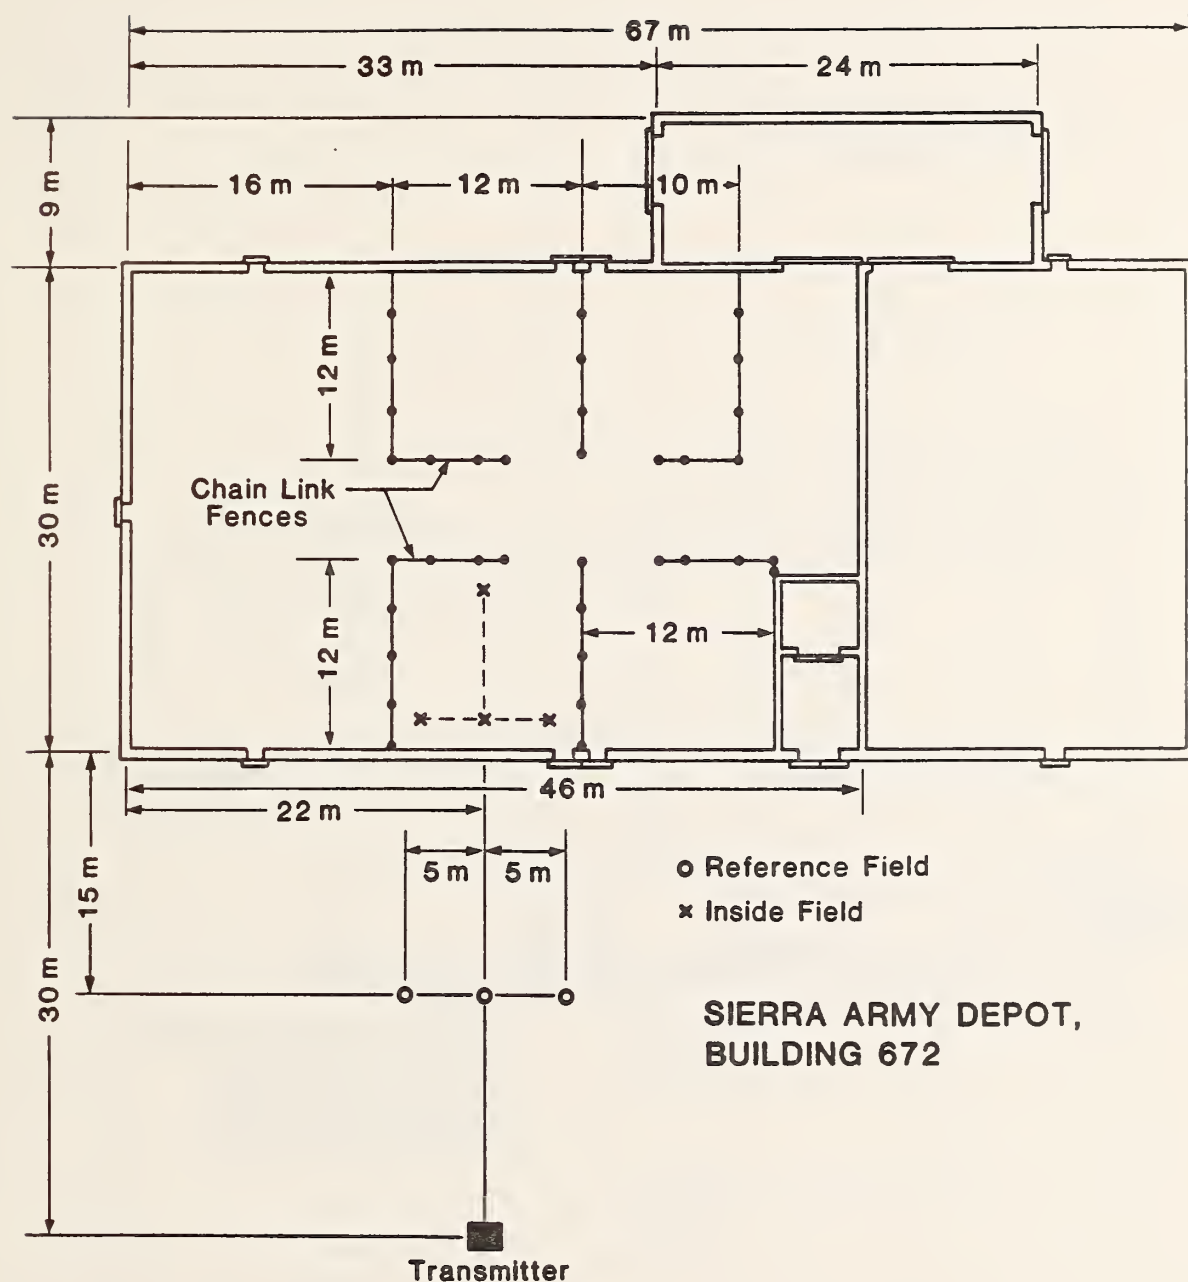 67 m
33 m
24 m
9 m
16 m
12 m
10 m
12 m
30 m
Chain Link
Fences
12 m
12 m
46 m
22 m
5 m
5 m
15 m
30 m
Reference Field
Inside Field
SIERRA ARMY DEPOT,
BUILDING 672
Transmitter